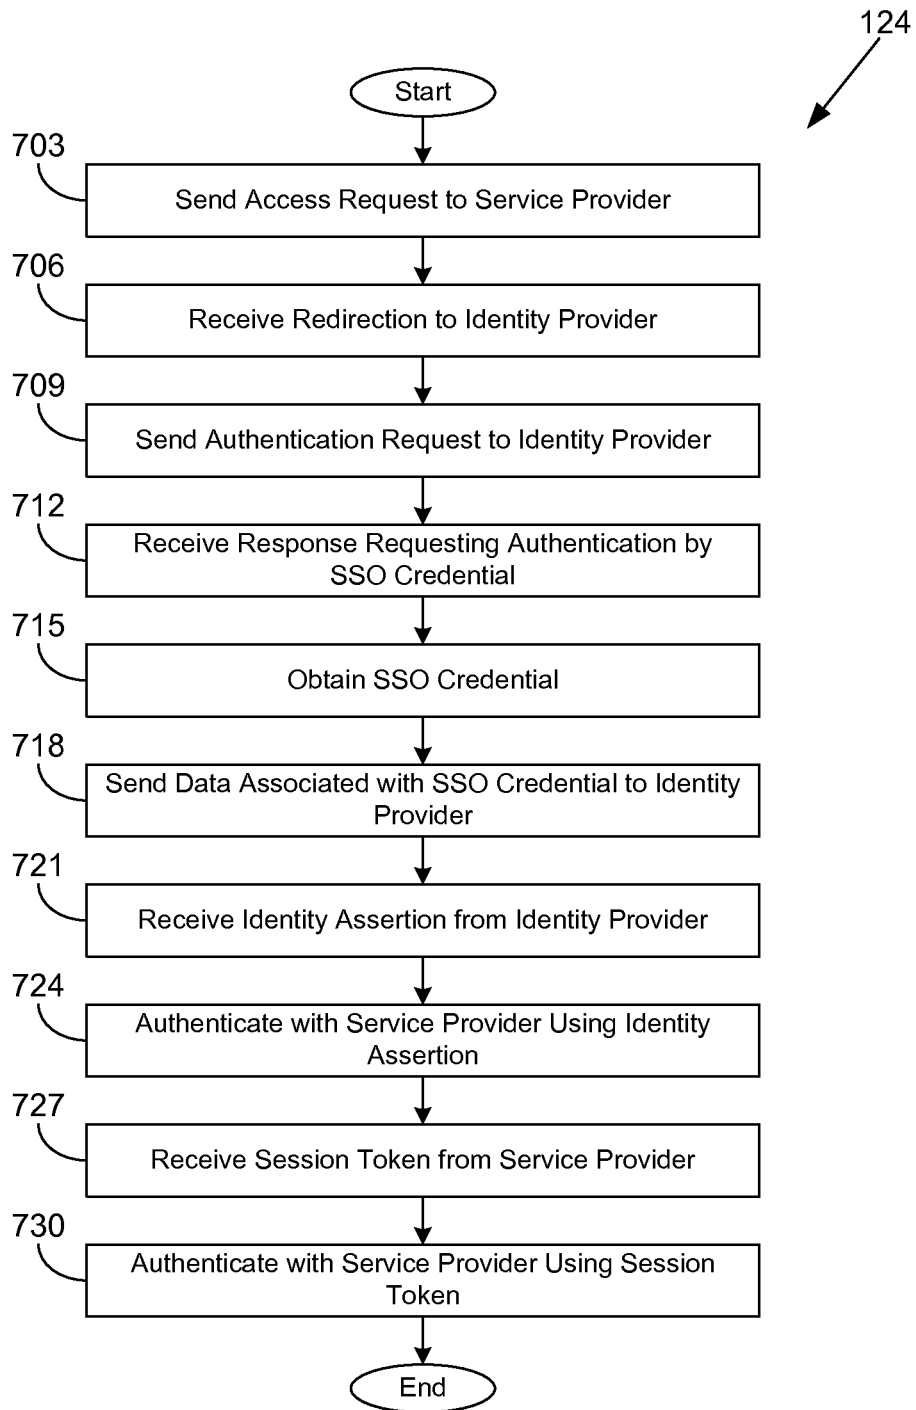 124
Start
703
Send Access Request to Service Provider
706
Receive Redirection to Identity Provider
709
Send Authentication Request to Identity Provider
712
Receive Response Requesting Authentication by
SSO Credential
715
Obtain SSO Credential
718
Send Data Associated with SSO Credential to Identity
Provider
721
Receive Identity Assertion from Identity Provider
724
Authenticate with Service Provider Using Identity
Assertion
727
Receive Session Token from Service Provider
730
Authenticate with Service Provider Using Session
Token
End